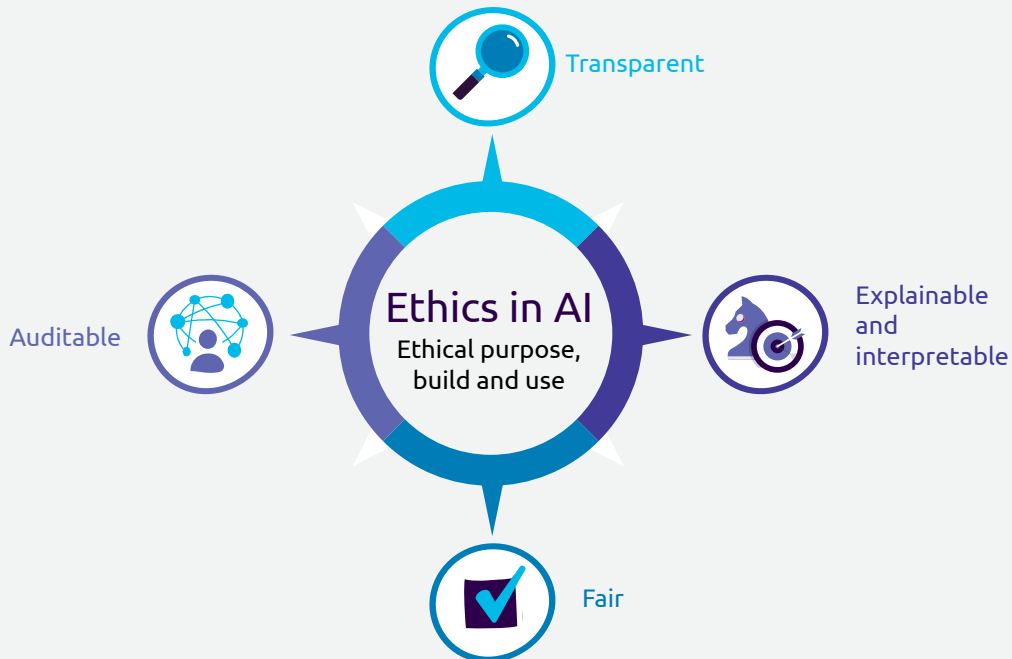 Transparent
Ethics in AI
Ethical purpose,
build and use
Auditable
Explainable
and
interpretable
Fair